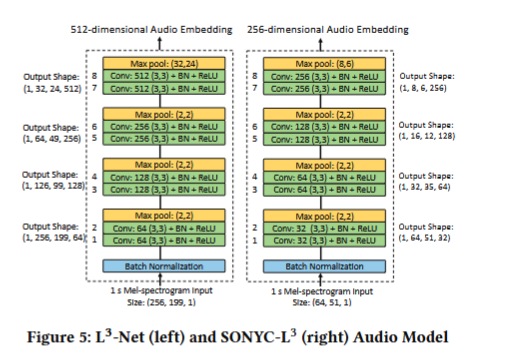 512-dimensional Audio Embedding
256-dimensional Audio Embedding
Output Shape:
(1, 32, 24, 512)
8
7
Max pool: (32,24)
Conv: 512 (3,3) + BN + ReLU
Conv: 512 (3,3) + BN + ReLU
Output Shape:
(1, 64, 49, 256)
6
5
Max pool: (2,2)
Conv: 256 (3,3) + BN + ReLU
Conv: 256 (3,3) + BN + ReLU
Output Shape:
(1, 126, 99, 128)
4
3
Max pool: (2,2)
Conv: 128 (3,3) + BN + ReLU
Conv: 128 (3,3) + BN + ReLU
Output Shape:
(1, 256, 199, 64)
2
1
Max pool: (2,2)
Conv: 64 (3,3) + BN + ReLU
Conv: 64 (3,3) + BN + ReLU
Batch Normalization
1 s Mel-spectrogram Input
Size: (256, 199, 1)
8
7
Max pool: (8,6)
Conv: 256 (3,3) + BN + ReLU
Conv: 256 (3,3) + BN + ReLU
Output Shape:
(1, 8, 6, 256)
6
5
Max pool: (2,2)
Conv: 128 (3,3) + BN + ReLU
Conv: 128 (3,3) + BN + ReLU
Output Shape:
(1, 16, 12, 128)
4
3
Max pool: (2,2)
Conv: 64 (3,3) + BN + ReLU
Conv: 64 (3,3) + BN + ReLU
Output Shape:
(1, 32, 35, 64)
2
1
Max pool: (2,2)
Conv: 32 (3,3) + BN + ReLU
Conv: 32 (3,3) + BN + ReLU
Output Shape:
(1, 64, 51, 32)
Batch Normalization
1 s Mel-spectrogram Input
Size: (64, 51, 1)
Figure 5: L³-Net (left) and SONYC-L³ (right) Audio Model